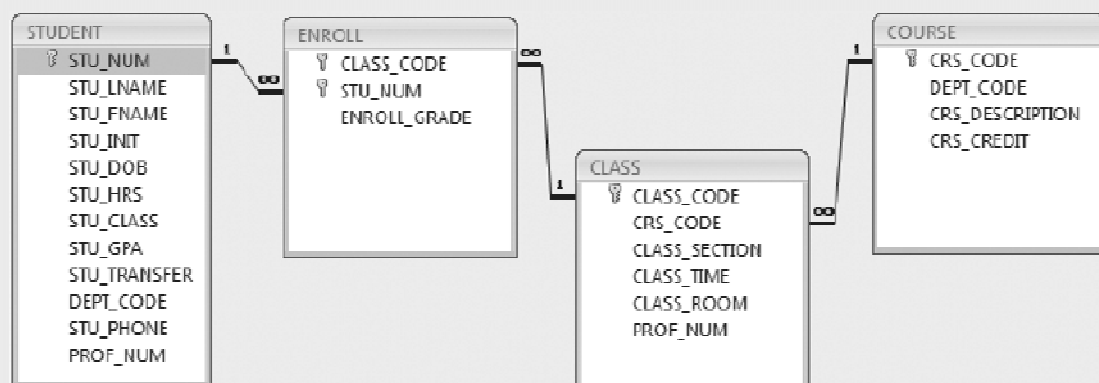 STUDENT
STU_NUM
STU_LNAME
STU_FNAME
STU_INIT
STU_DOB
STU_HRS
STU_CLASS
STU_GPA
STU_TRANSFER
DEPT_CODE
STU_PHONE
PROF_NUM
1
∞
ENROLL
CLASS_CODE
STU_NUM
ENROLL_GRADE
∞
1
CLASS
CLASS_CODE
CRS_CODE
CLASS_SECTION
CLASS_TIME
CLASS_ROOM
PROF_NUM
∞
1
COURSE
CRS_CODE
DEPT_CODE
CRS_DESCRIPTION
CRS_CREDIT